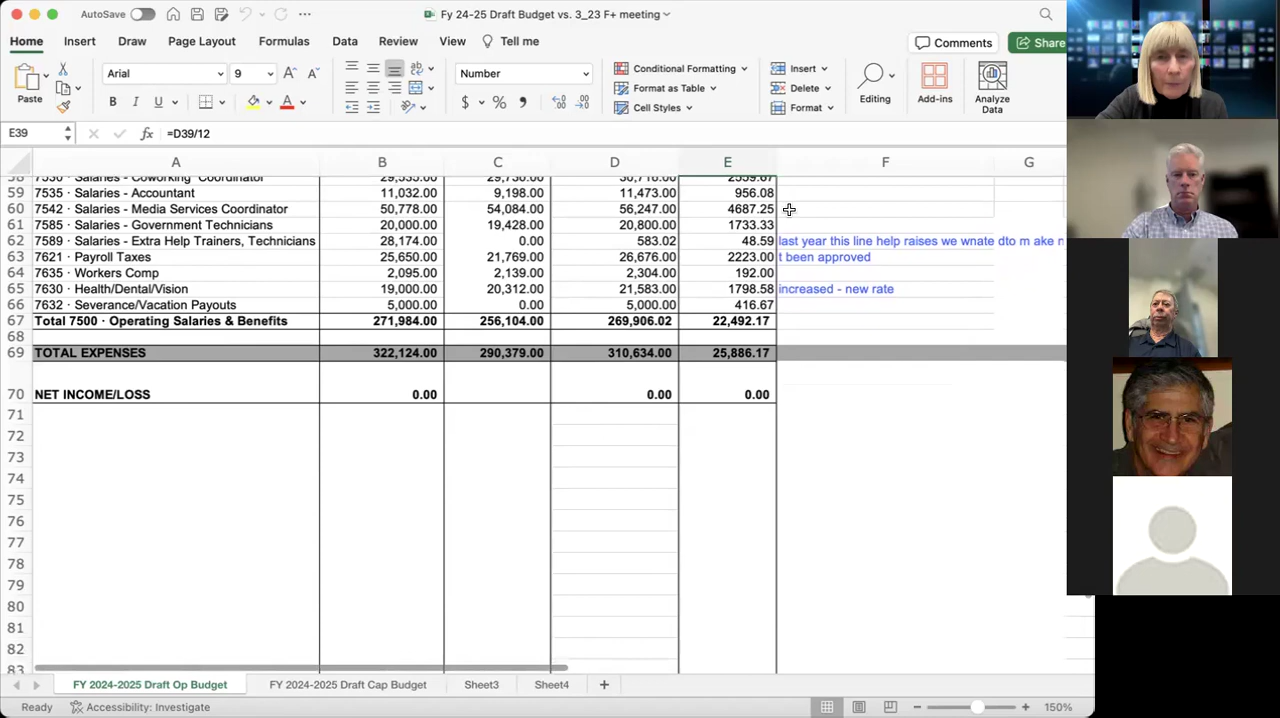 AutoSave Fy 24-25 Draft Budget vs. 3_23 F+ meeting
Home Insert Draw Page Layout Formulas Data Review View Tell me Comments Share
Paste Arial 9 A A Number Conditional Formatting Insert Editing Add-ins Analyze Data
Format as Table Delete
B I U A $ % Cell Styles Format
E39 fx =D39/12
A B C D E F G
58 7530 · Salaries - Coworking Coordinator 2559.67
59 7535 · Salaries - Accountant 11,032.00 9,198.00 11,473.00 956.08
60 7542 · Salaries - Media Services Coordinator 50,778.00 54,084.00 56,247.00 4687.25
61 7585 · Salaries - Government Technicians 20,000.00 19,428.00 20,800.00 1733.33
62 7589 · Salaries - Extra Help Trainers, Technicians 28,174.00 0.00 583.02 48.59 last year this line help raises we wnate dto m ake n
63 7621 · Payroll Taxes 25,650.00 21,769.00 26,676.00 2223.00 t been approved
64 7635 · Workers Comp 2,095.00 2,139.00 2,304.00 192.00
65 7630 · Health/Dental/Vision 19,000.00 20,312.00 21,583.00 1798.58 increased - new rate
66 7632 · Severance/Vacation Payouts 5,000.00 0.00 5,000.00 416.67
67 Total 7500 · Operating Salaries & Benefits 271,984.00 256,104.00 269,906.02 22,492.17
68
69 TOTAL EXPENSES 322,124.00 290,379.00 310,634.00 25,886.17
70 NET INCOME/LOSS 0.00 0.00 0.00
71
72
73
74
75
76
77
78
79
80
81
82
83
FY 2024-2025 Draft Op Budget FY 2024-2025 Draft Cap Budget Sheet3 Sheet4 +
Ready Accessibility: Investigate 150%